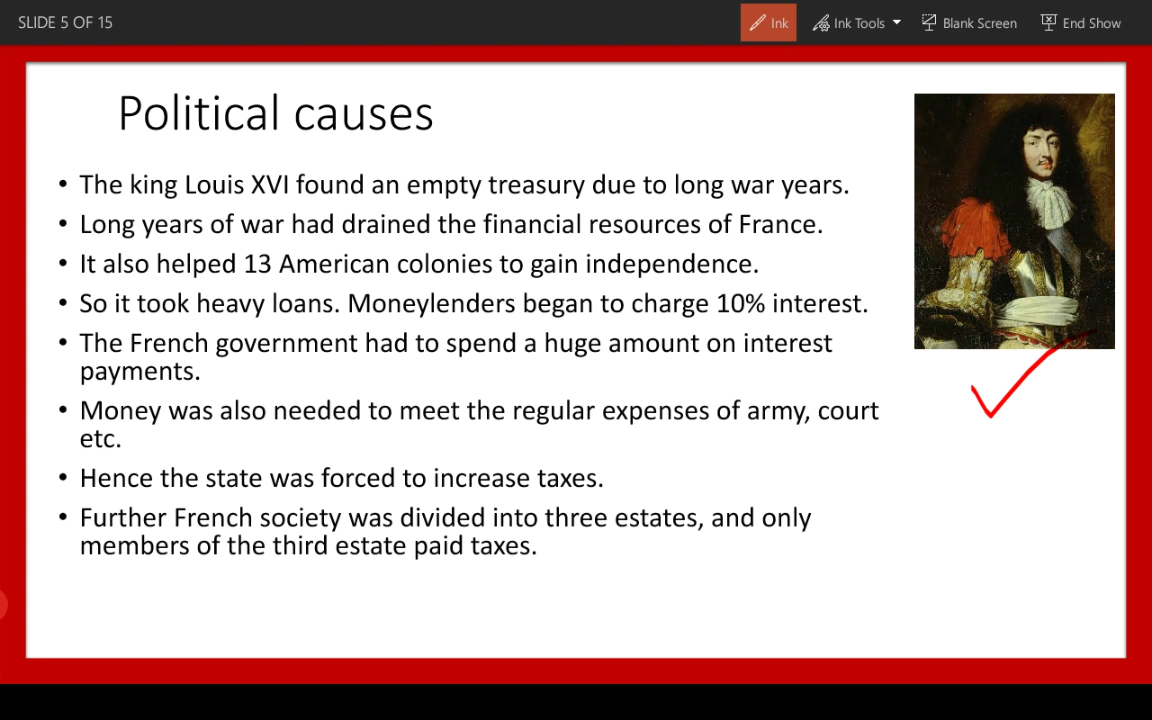 SLIDE 5 OF 15
Ink
Ink Tools
Blank Screen
End Show
Political causes
• The king Louis XVI found an empty treasury due to long war years.
• Long years of war had drained the financial resources of France.
• It also helped 13 American colonies to gain independence.
• So it took heavy loans. Moneylenders began to charge 10% interest.
• The French government had to spend a huge amount on interest
payments.
• Money was also needed to meet the regular expenses of army, court
etc.
• Hence the state was forced to increase taxes.
• Further French society was divided into three estates, and only
members of the third estate paid taxes.